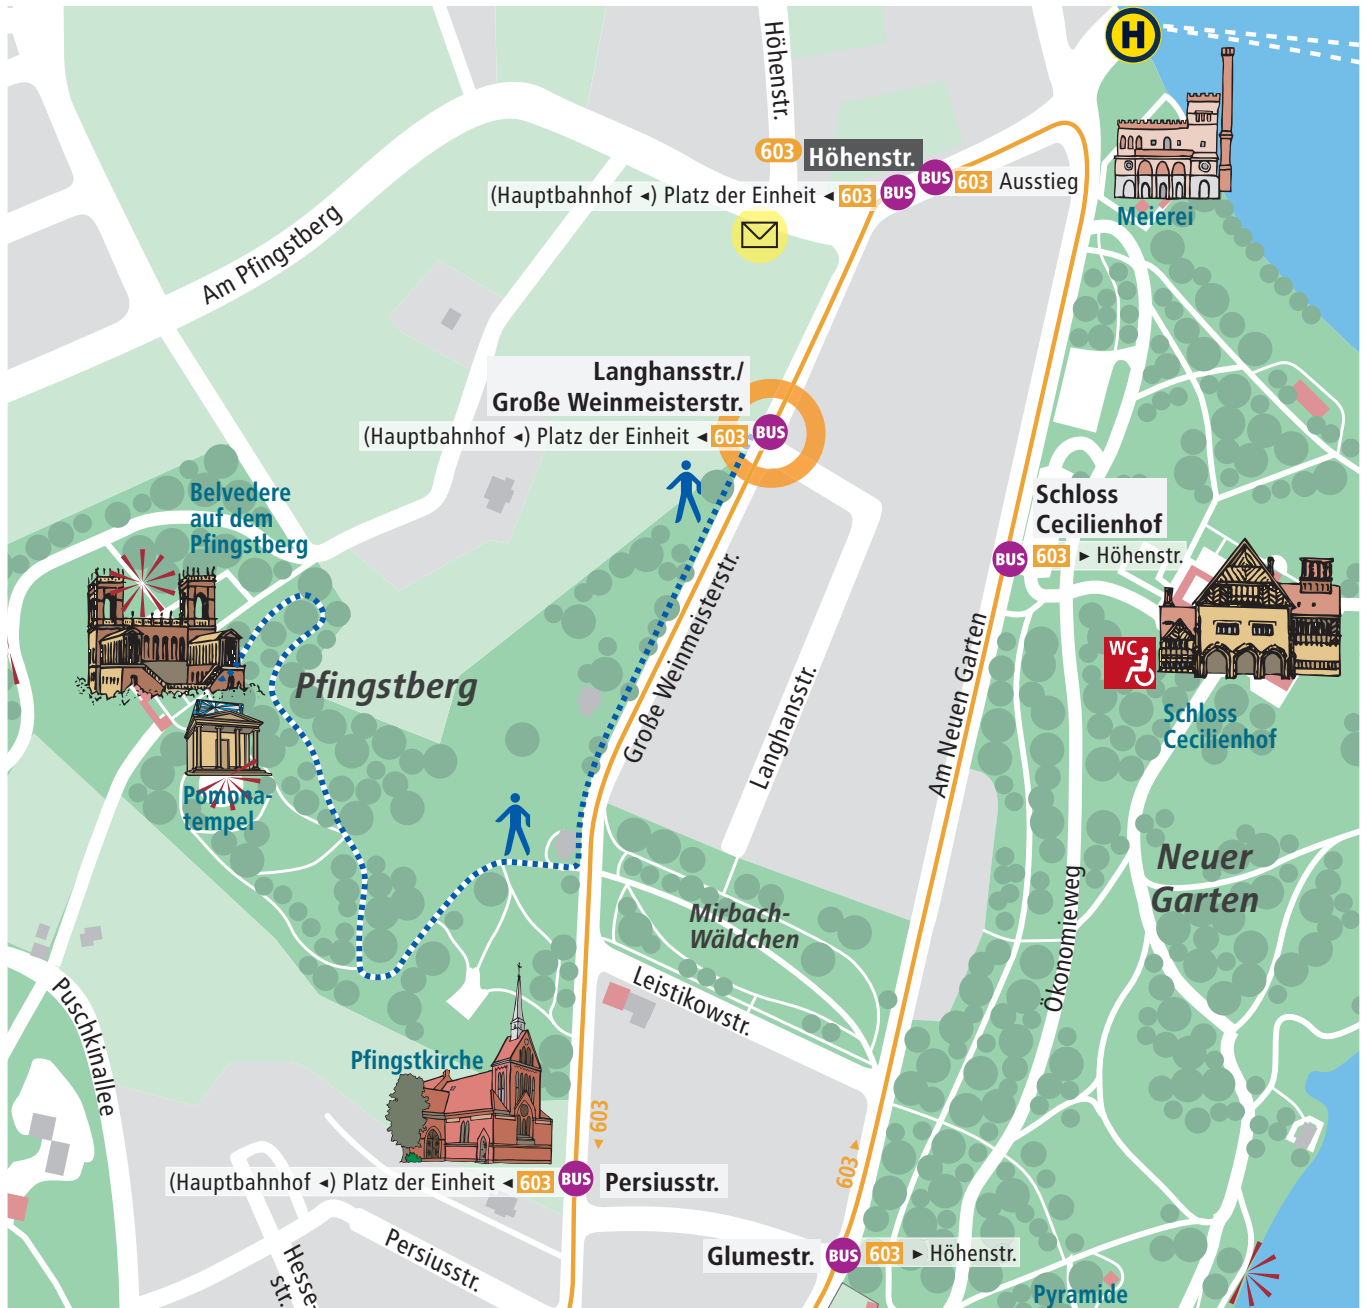 H
Höhenstr.
603
Höhenstr.
BUS
603
Ausstieg
(Hauptbahnhof ◂) Platz der Einheit ◂ 603
BUS
Meierei
Am Pfingstberg
Langhansstr./
Große Weinmeisterstr.
(Hauptbahnhof ◂) Platz der Einheit ◂ 603
BUS
Belvedere
auf dem
Pfingstberg
Schloss
Cecilienhof
BUS
603 ▸ Höhenstr.
Große Weinmeisterstr.
Am Neuen Garten
WC
Pfingstberg
Langhansstr.
Schloss
Cecilienhof
Pomona-
tempel
Neuer
Garten
Mirbach-
Wäldchen
Ökonomieweg
Leistikowstr.
Puschkinallee
Pfingstkirche
◂ 603
603 ▸
(Hauptbahnhof ◂) Platz der Einheit ◂ 603
BUS
Persiusstr.
Persiusstr.
Hesse-
str.
Glumestr.
BUS
603 ▸ Höhenstr.
Pyramide